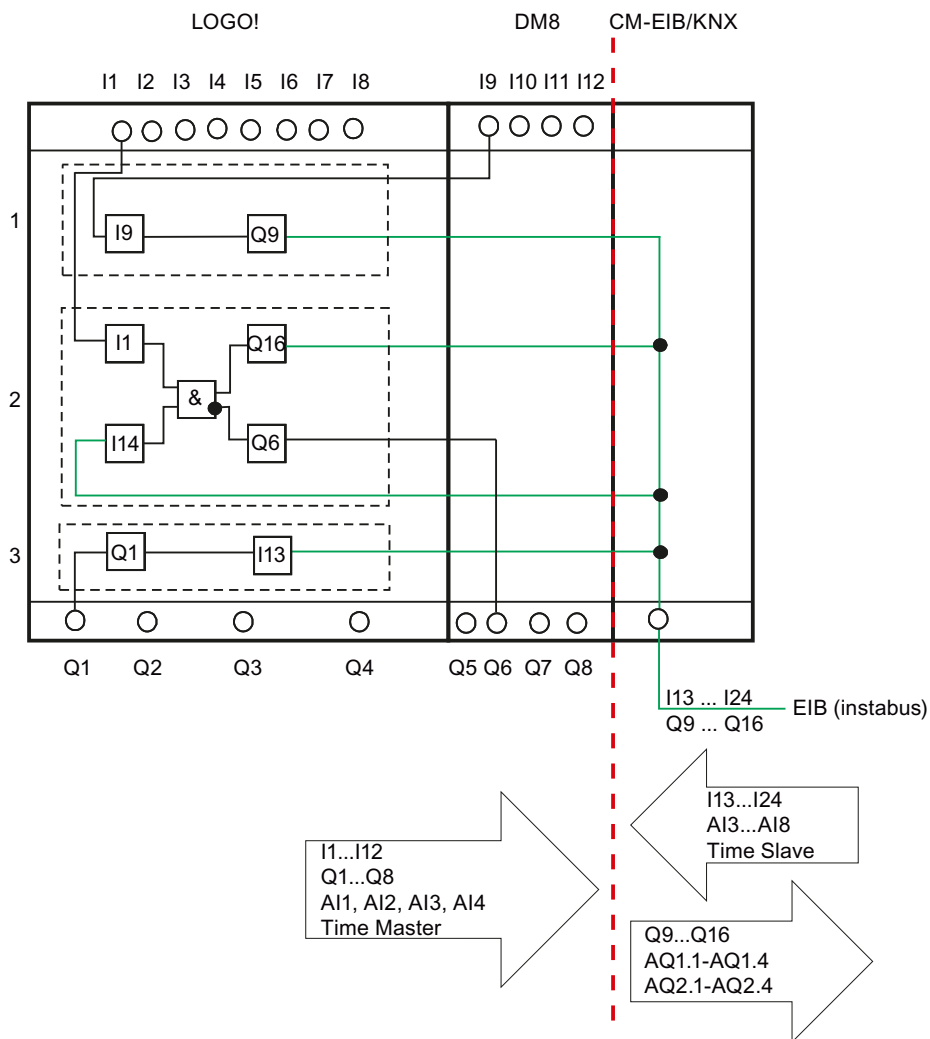 LOGO! DM8 CM-EIB/KNX
I1 I2 I3 I4 I5 I6 I7 I8 I9 I10 I11 I12
1
I9 Q9
I1 Q16
2
&
I14 Q6
3
Q1 I13
Q1 Q2 Q3 Q4 Q5 Q6 Q7 Q8
I13 ... I24
EIB (instabus)
Q9 ... Q16
I13...I24
AI3...AI8
Time Slave
I1...I12
Q1...Q8
AI1, AI2, AI3, AI4
Time Master
Q9...Q16
AQ1.1-AQ1.4
AQ2.1-AQ2.4